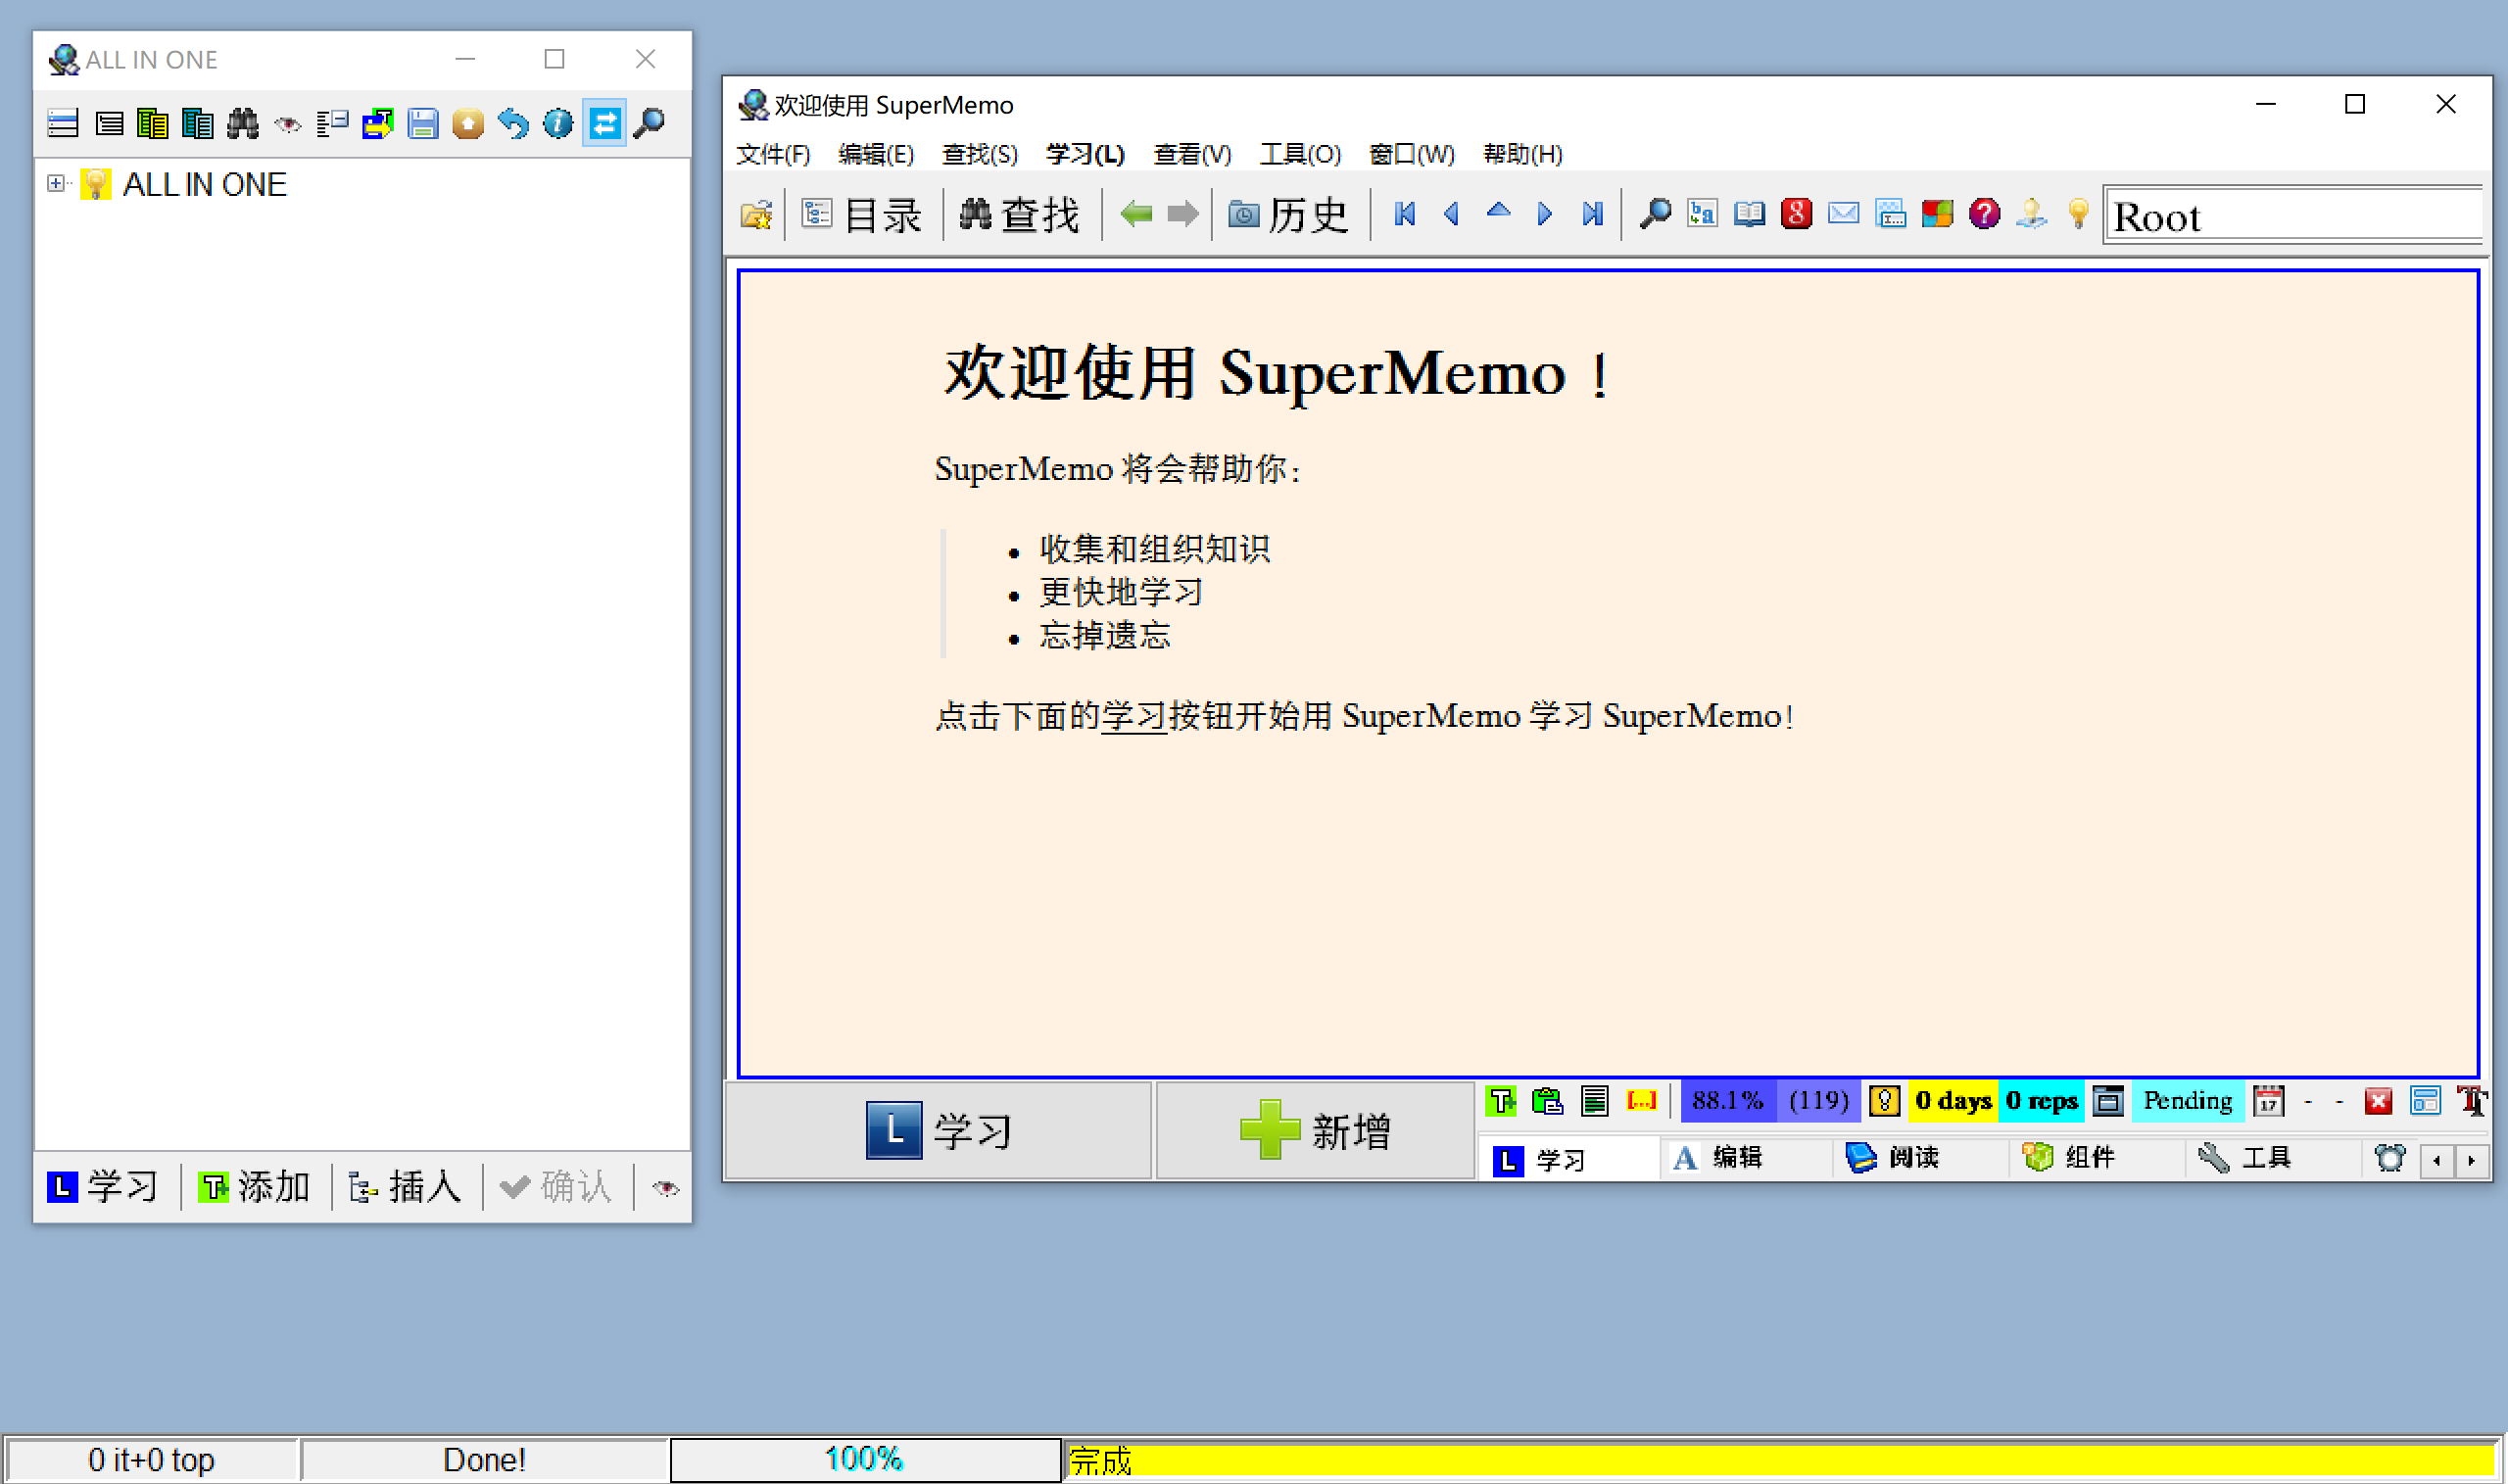 ALL IN ONE
ALL IN ONE
学习 添加 插入 确认
欢迎使用 SuperMemo
文件(F) 编辑(E) 查找(S) 学习(L) 查看(V) 工具(O) 窗口(W) 帮助(H)
目录 查找 历史 Root
欢迎使用 SuperMemo！
SuperMemo 将会帮助你：
• 收集和组织知识
• 更快地学习
• 忘掉遗忘
点击下面的学习按钮开始用 SuperMemo 学习 SuperMemo！
L 学习 新增
88.1% (119) 0 days 0 reps Pending 17 - -
L 学习 A 编辑 阅读 组件 工具
0 it+0 top Done! 100% 完成